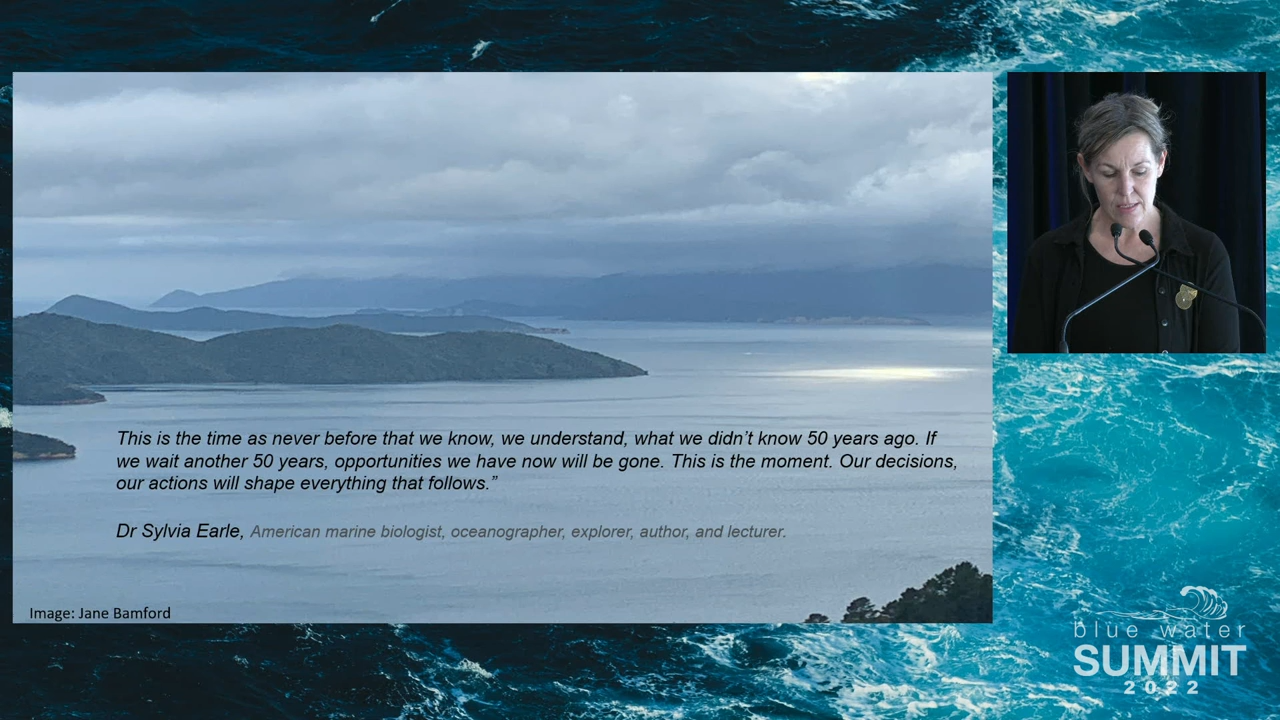 This is the time as never before that we know, we understand, what we didn’t know 50 years ago. If
we wait another 50 years, opportunities we have now will be gone. This is the moment. Our decisions,
our actions will shape everything that follows.”
Dr Sylvia Earle, American marine biologist, oceanographer, explorer, author, and lecturer.
Image: Jane Bamford
blue water
SUMMIT
2022